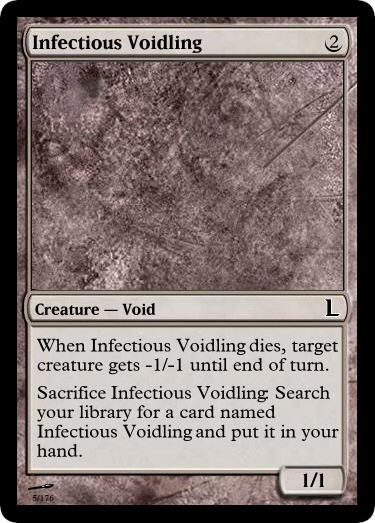 Infectious Voidling 2
Creature — Void L
When Infectious Voidling dies, target
creature gets -1/-1 until end of turn.
Sacrifice Infectious Voidling: Search
your library for a card named
Infectious Voidling and put it in your
hand.
1/1
5/176